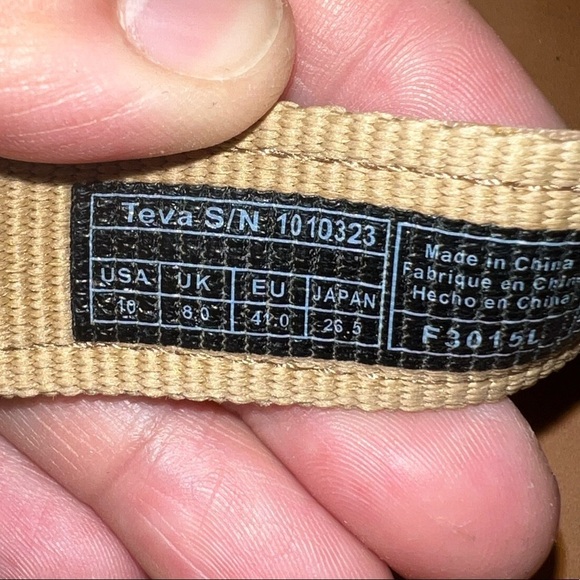 Teva S/N 1010323
USA UK EU JAPAN
10 8.0 41.0 26.5
Made in China
Fabrique en Chine
Hecho en China
F3015L